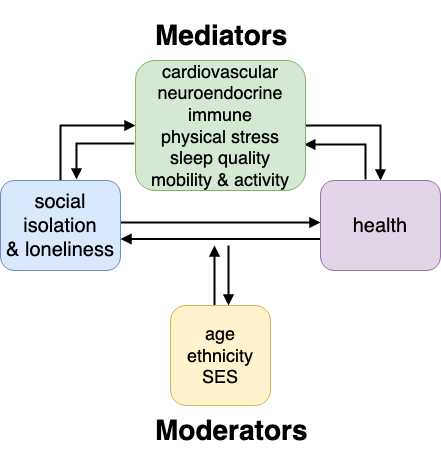 Mediators
cardiovascular
neuroendocrine
immune
physical stress
sleep quality
mobility & activity
social
isolation
& loneliness
health
age
ethnicity
SES
Moderators